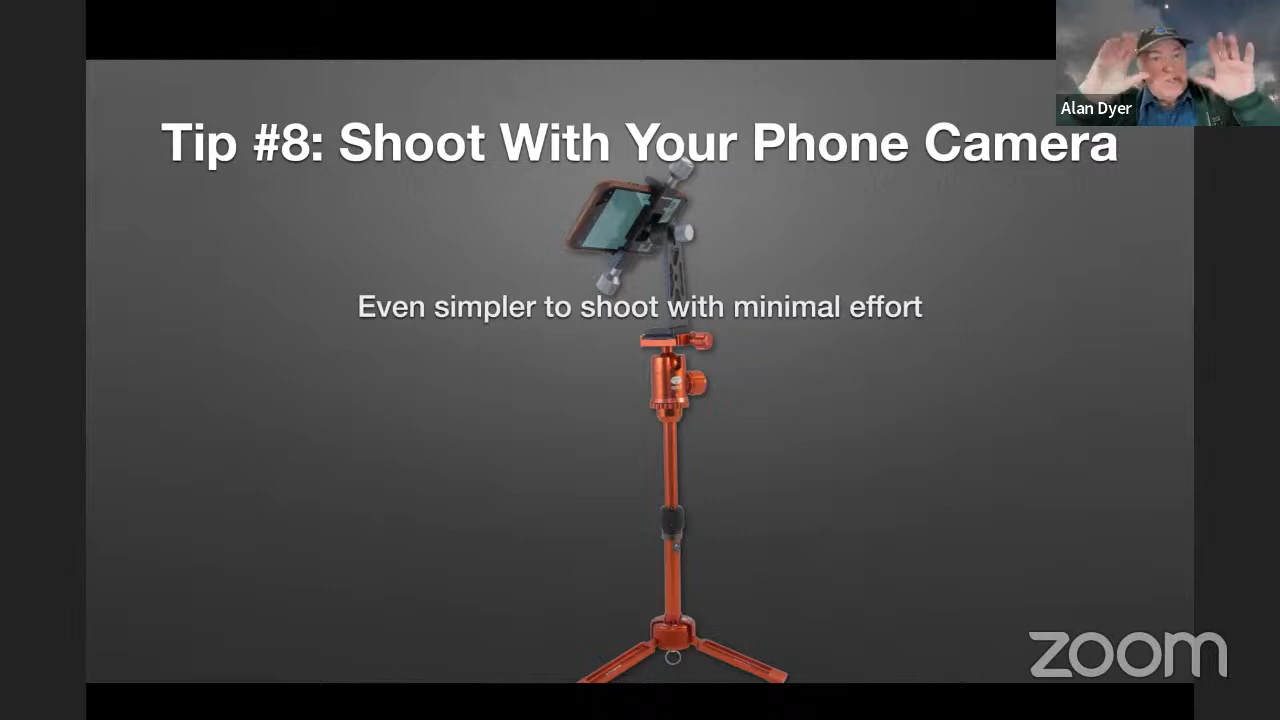 Tip #8: Shoot With Your Phone Camera
Alan Dyer
Even simpler to shoot with minimal effort
zoom